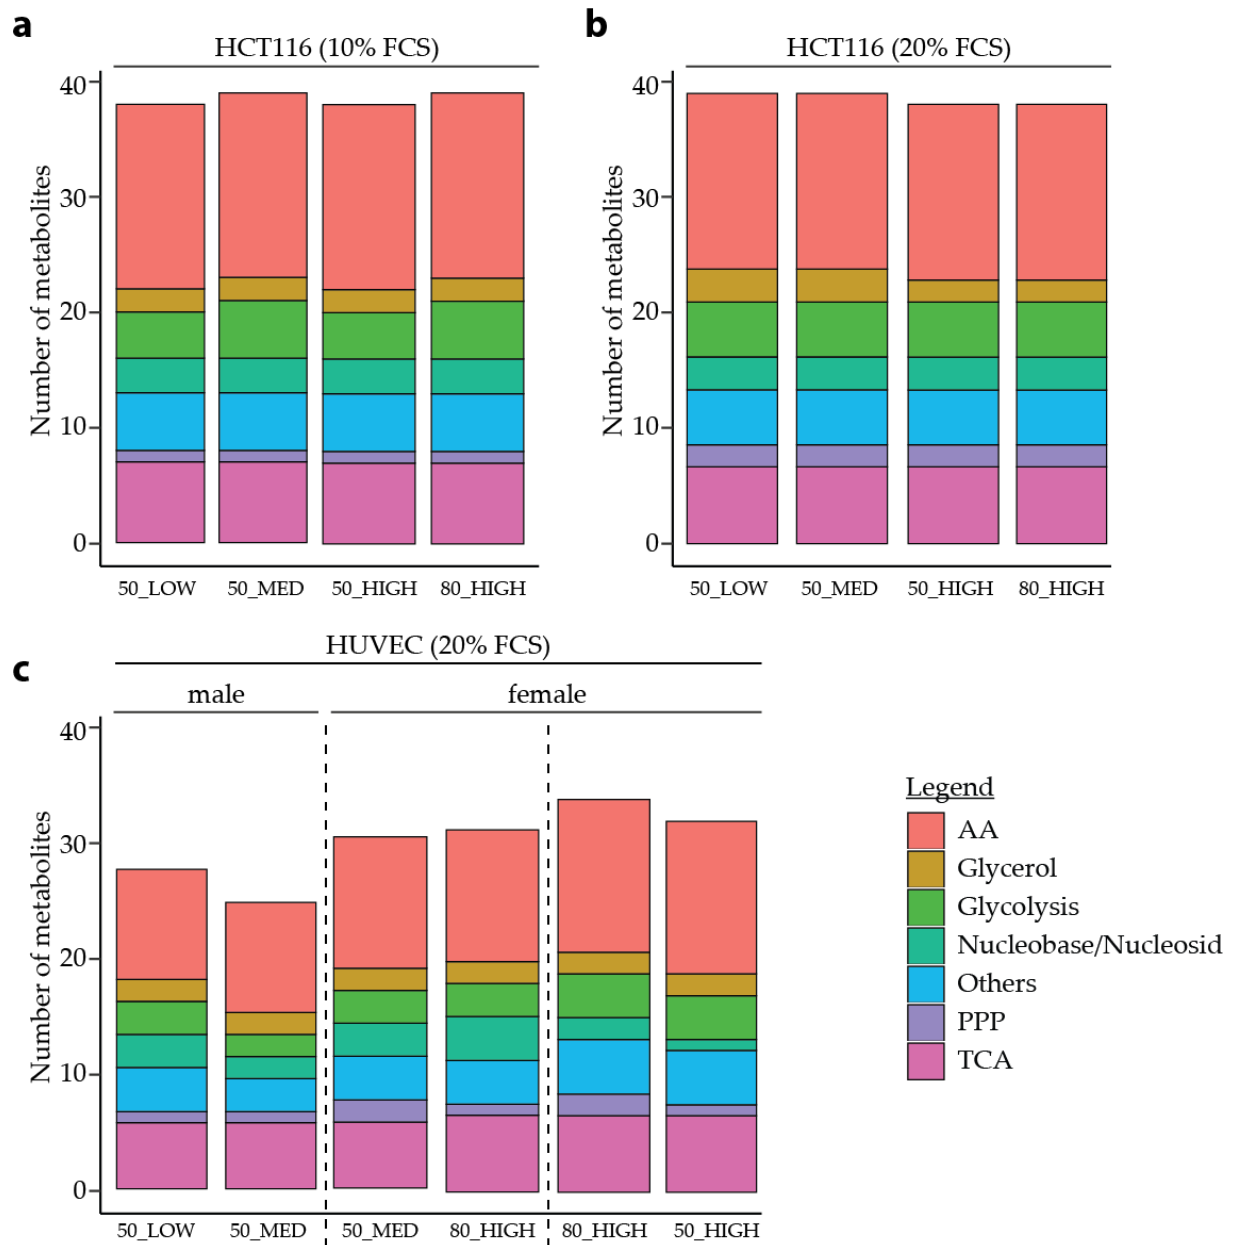 a
HCT116 (10% FCS)
Number of metabolites
40
30
20
10
0
50_LOW 50_MED 50_HIGH 80_HIGH
b
HCT116 (20% FCS)
Number of metabolites
40
30
20
10
0
50_LOW 50_MED 50_HIGH 80_HIGH
c
HUVEC (20% FCS)
male female
Number of metabolites
40
30
20
10
0
50_LOW 50_MED 50_MED 80_HIGH 80_HIGH 50_HIGH
Legend
AA
Glycerol
Glycolysis
Nucleobase/Nucleosid
Others
PPP
TCA